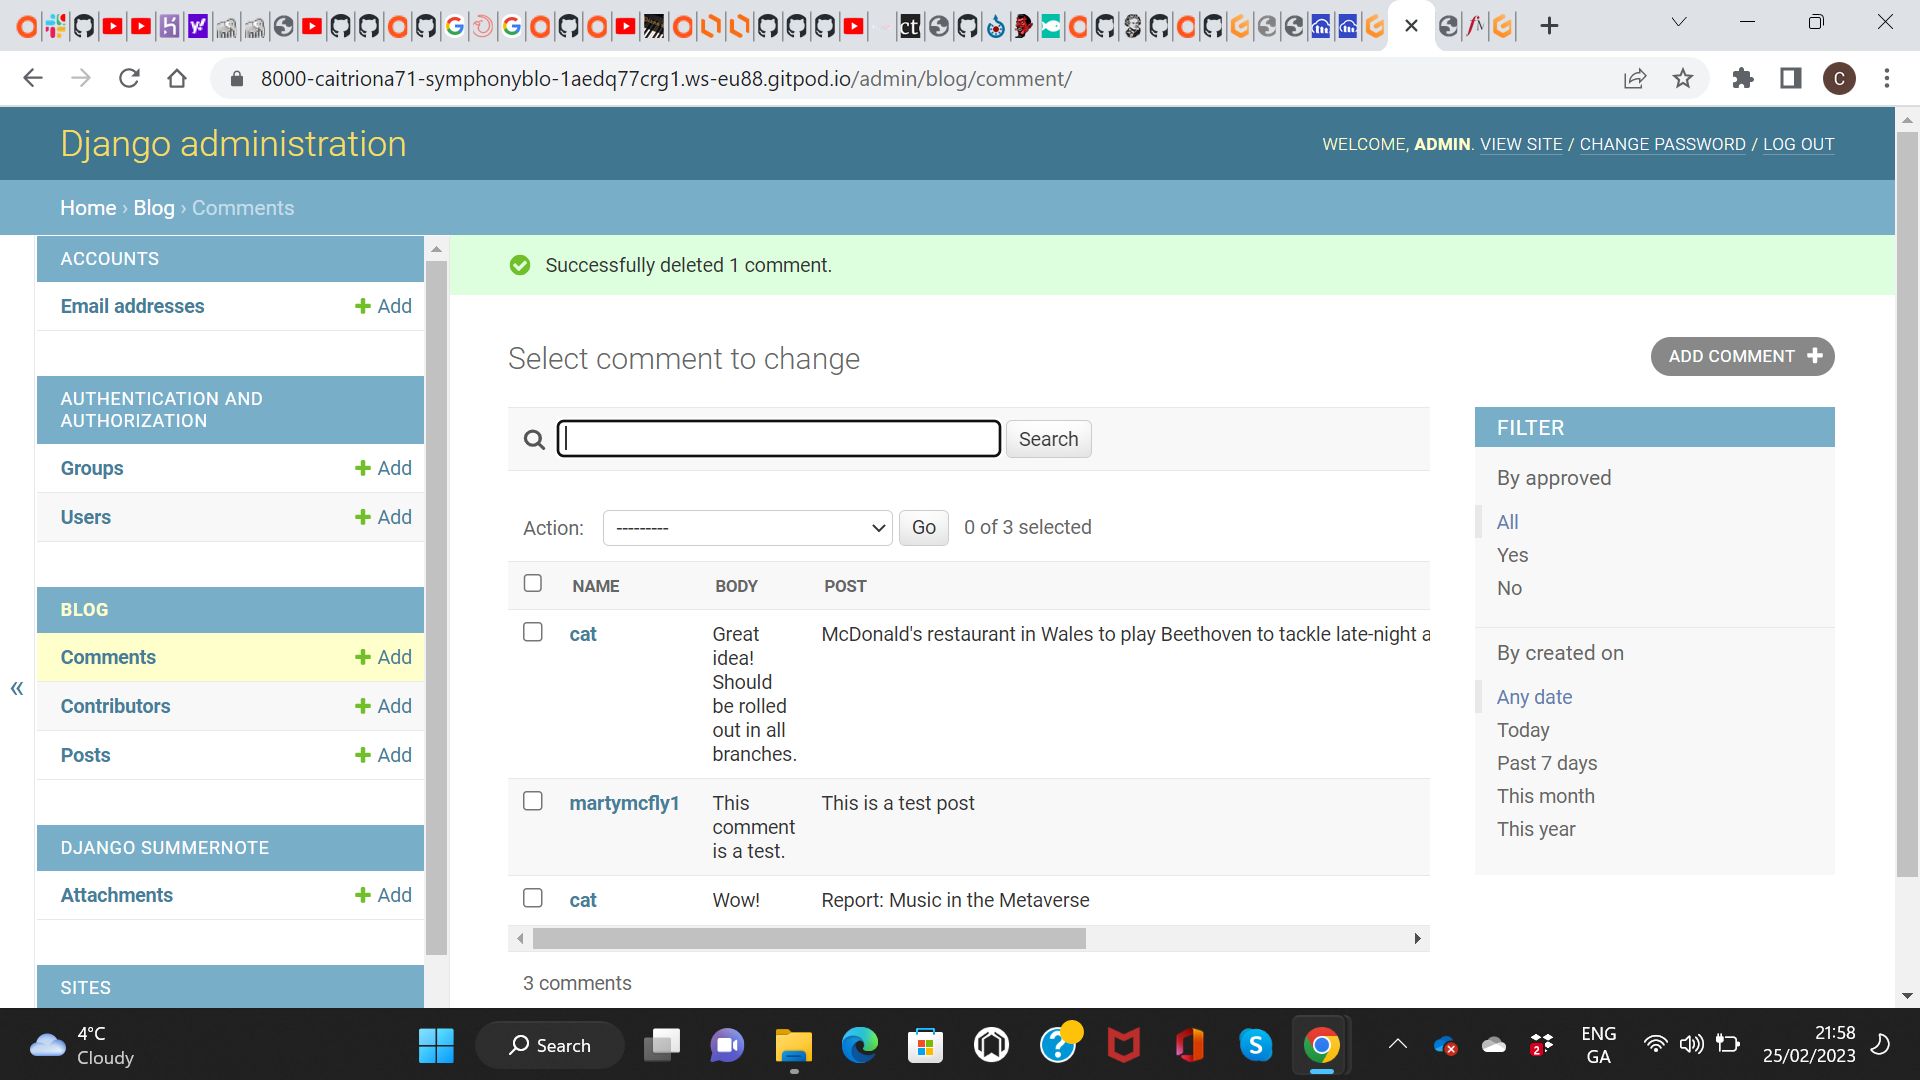 8000-caitriona71-symphonyblo-1aedq77crg1.ws-eu88.gitpod.io/admin/blog/comment/
C
Django administration
WELCOME, ADMIN. VIEW SITE / CHANGE PASSWORD / LOG OUT
Home › Blog › Comments
ACCOUNTS
Email addresses + Add
AUTHENTICATION AND
AUTHORIZATION
Groups + Add
Users + Add
BLOG
Comments + Add
Contributors + Add
Posts + Add
DJANGO SUMMERNOTE
Attachments + Add
SITES
«
Successfully deleted 1 comment.
Select comment to change
ADD COMMENT +
Search
Action: --------- Go 0 of 3 selected
NAME BODY POST
cat Great McDonald's restaurant in Wales to play Beethoven to tackle late-night a
idea!
Should
be rolled
out in all
branches.
martymcfly1 This This is a test post
comment
is a test.
cat Wow! Report: Music in the Metaverse
3 comments
FILTER
By approved
All
Yes
No
By created on
Any date
Today
Past 7 days
This month
This year
4°C
Cloudy
Search
ENG
GA
21:58
25/02/2023